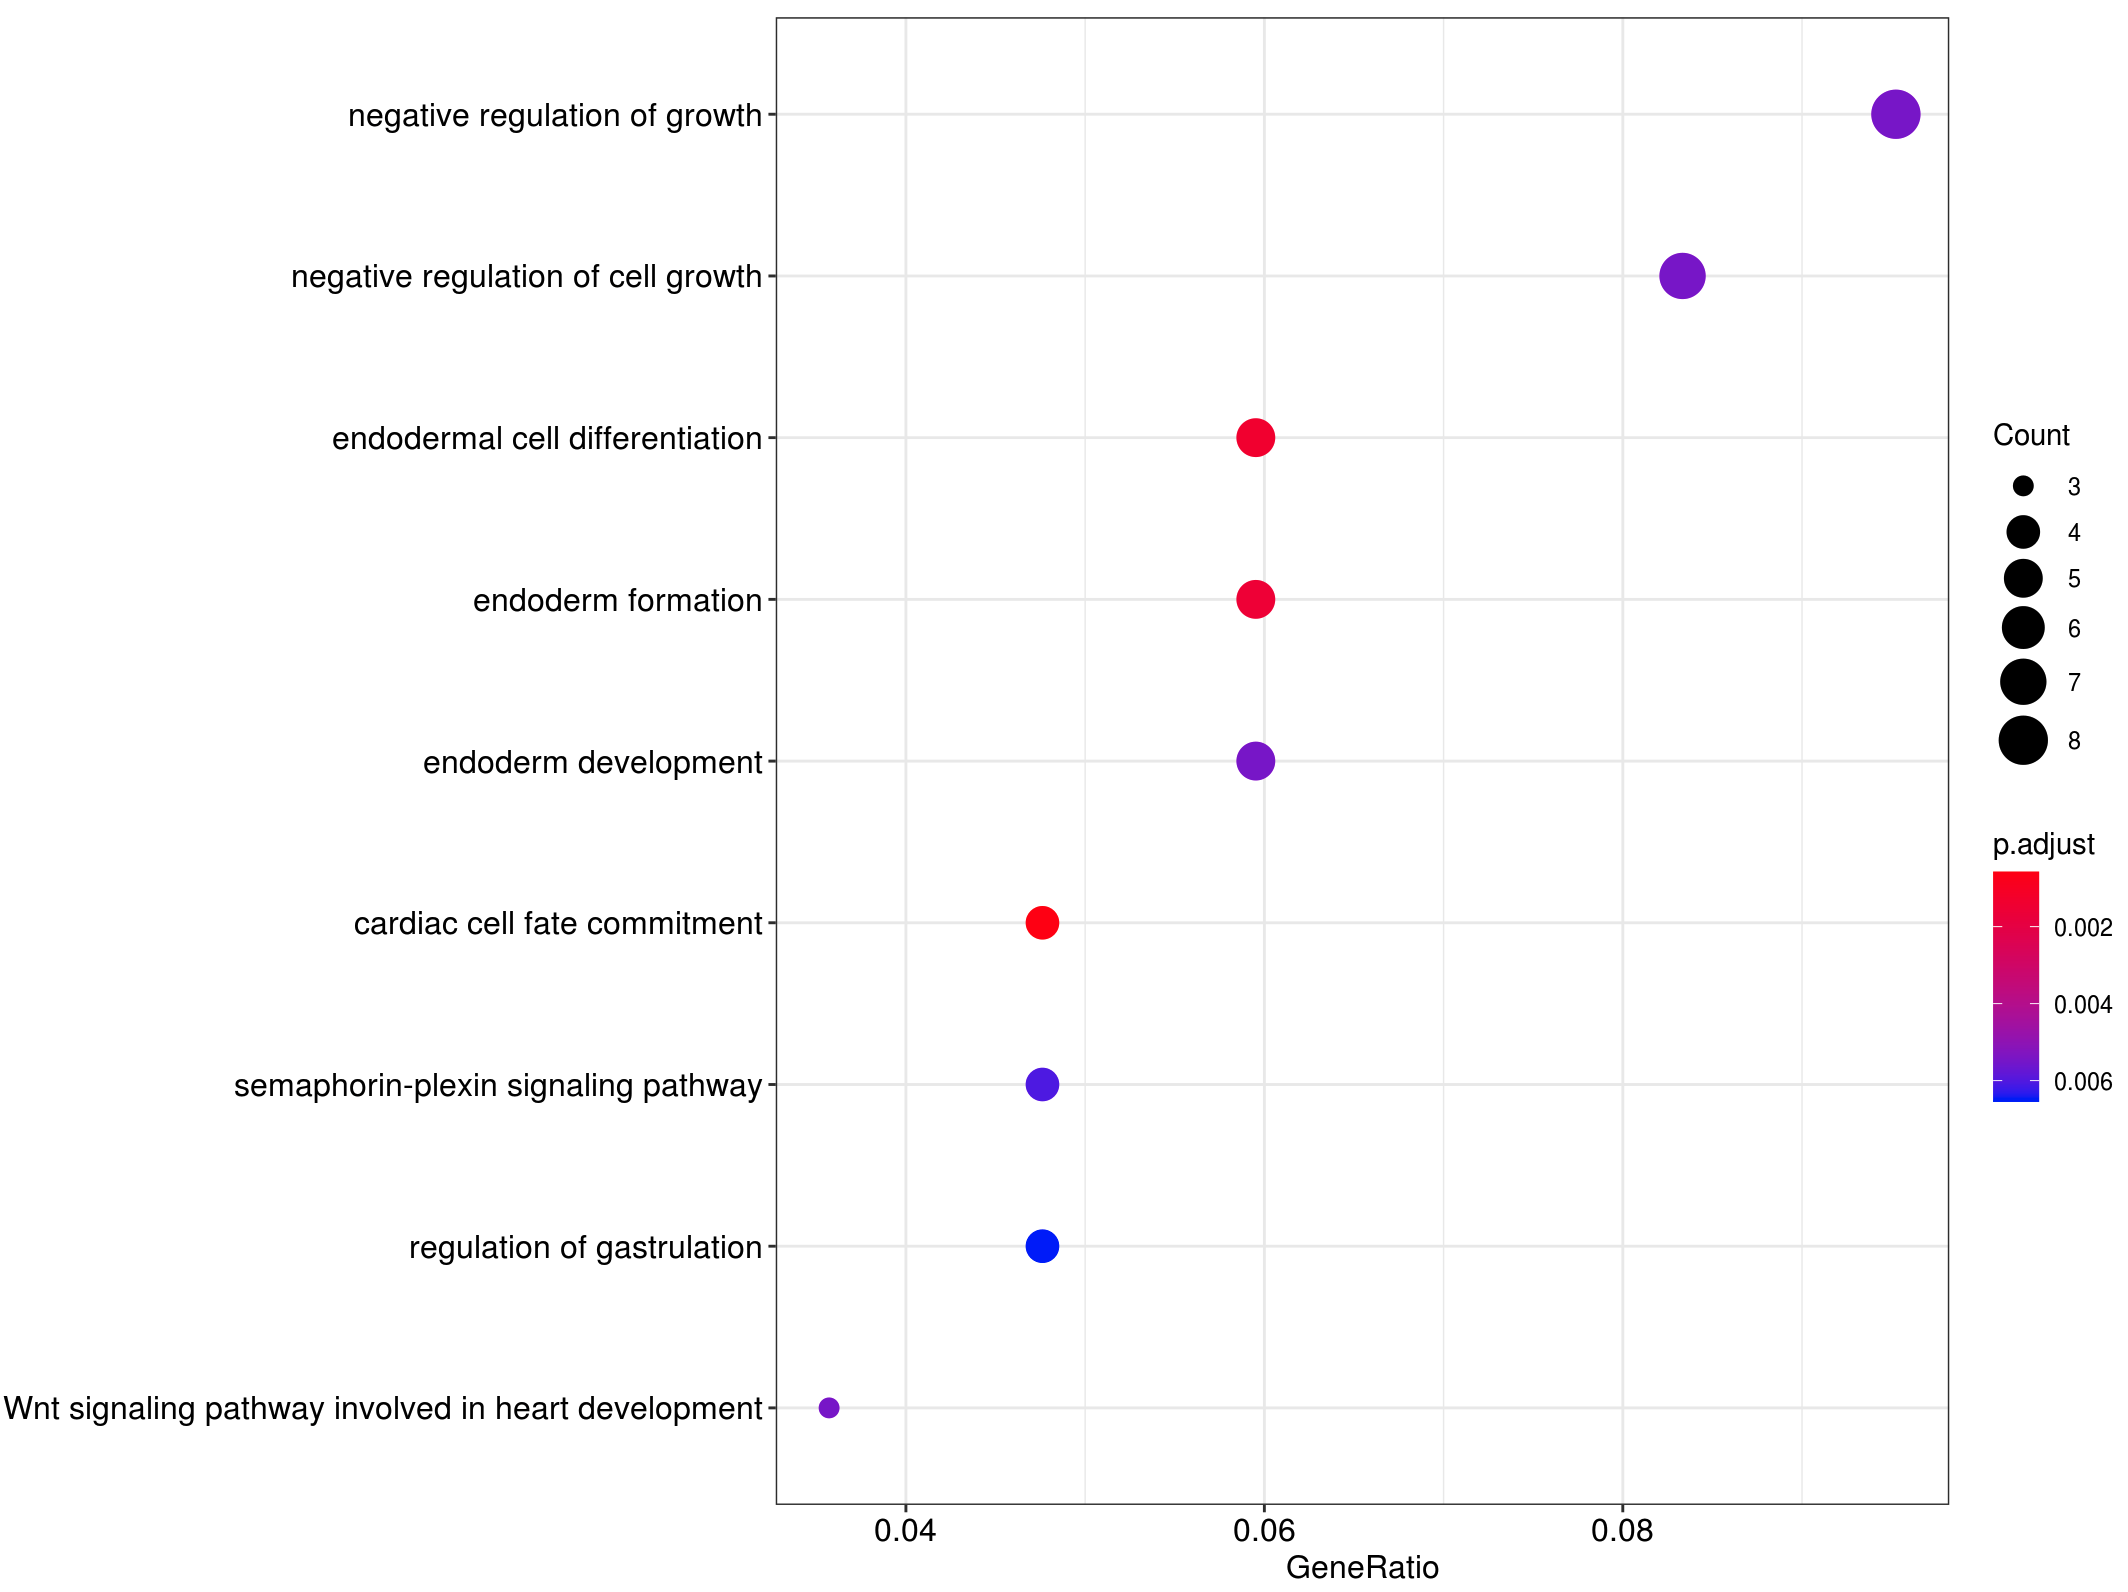 negative regulation of growth
negative regulation of cell growth
endodermal cell differentiation
endoderm formation
endoderm development
cardiac cell fate commitment
semaphorin-plexin signaling pathway
regulation of gastrulation
Wnt signaling pathway involved in heart development
0.04
0.06
0.08
GeneRatio
Count
3
4
5
6
7
8
p.adjust
0.002
0.004
0.006